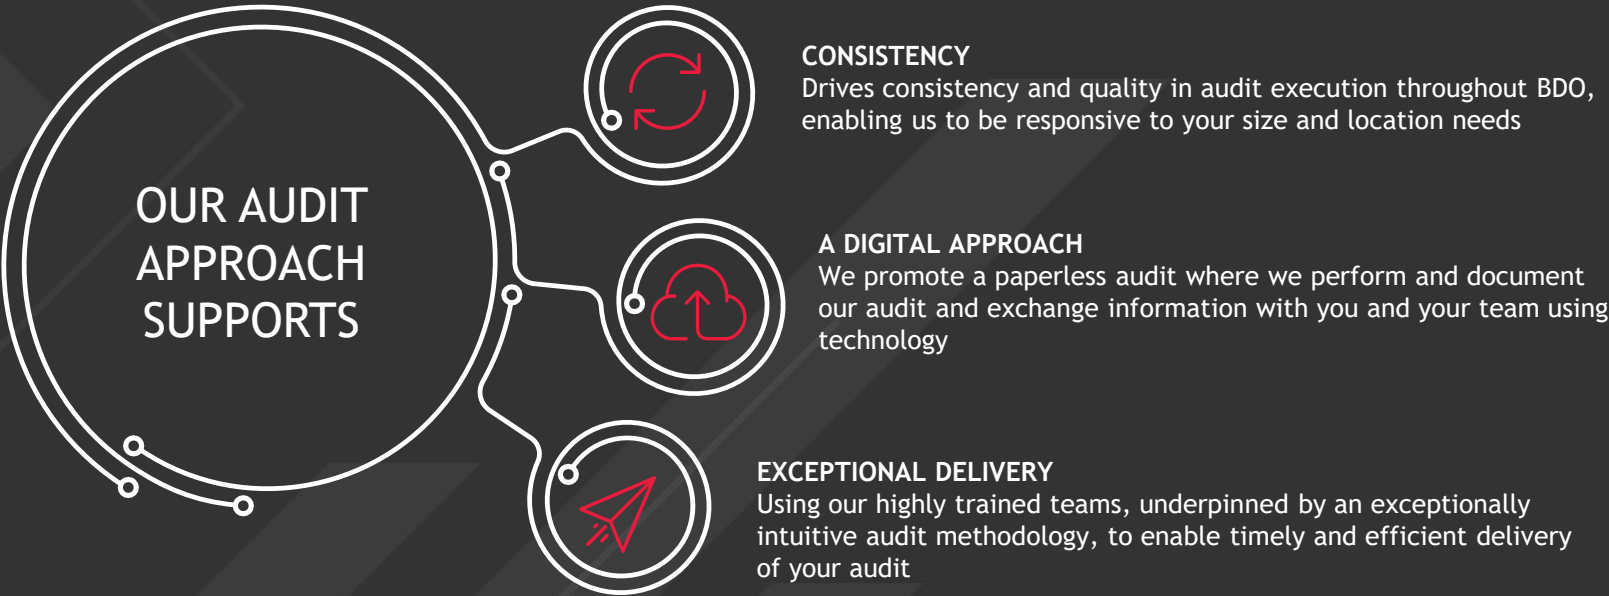 OUR AUDIT
APPROACH
SUPPORTS
CONSISTENCY
Drives consistency and quality in audit execution throughout BDO,
enabling us to be responsive to your size and location needs
A DIGITAL APPROACH
We promote a paperless audit where we perform and document
our audit and exchange information with you and your team using
technology
EXCEPTIONAL DELIVERY
Using our highly trained teams, underpinned by an exceptionally
intuitive audit methodology, to enable timely and efficient delivery
of your audit